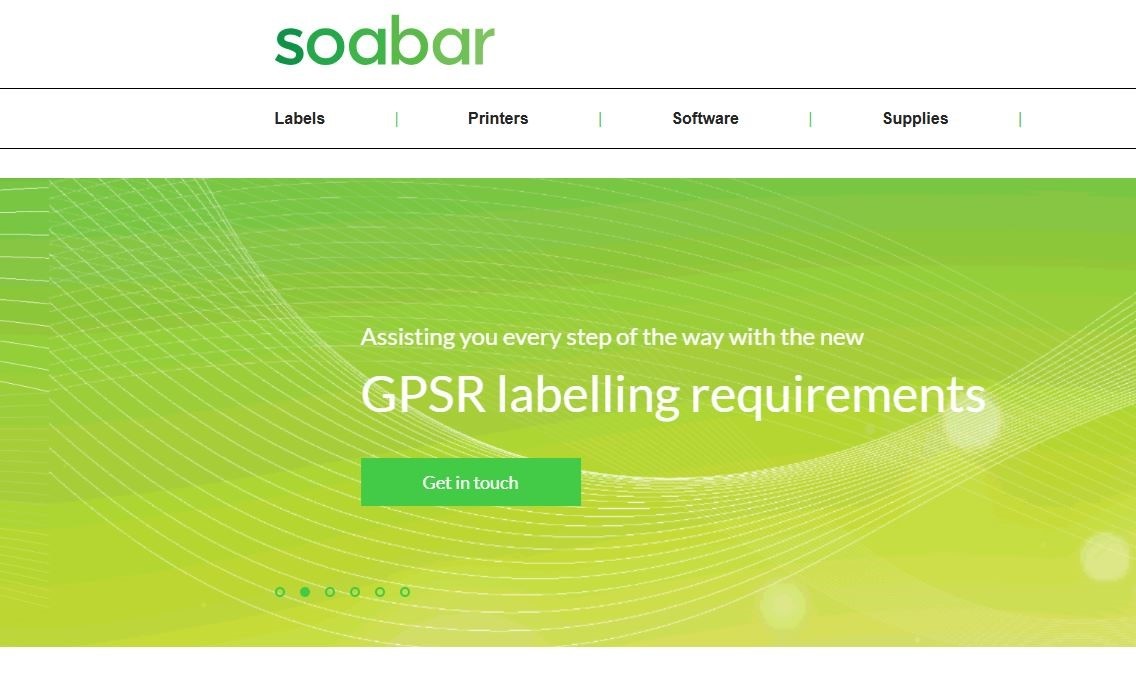 soabar
Labels | Printers | Software | Supplies |
Assisting you every step of the way with the new
GPSR labelling requirements
Get in touch